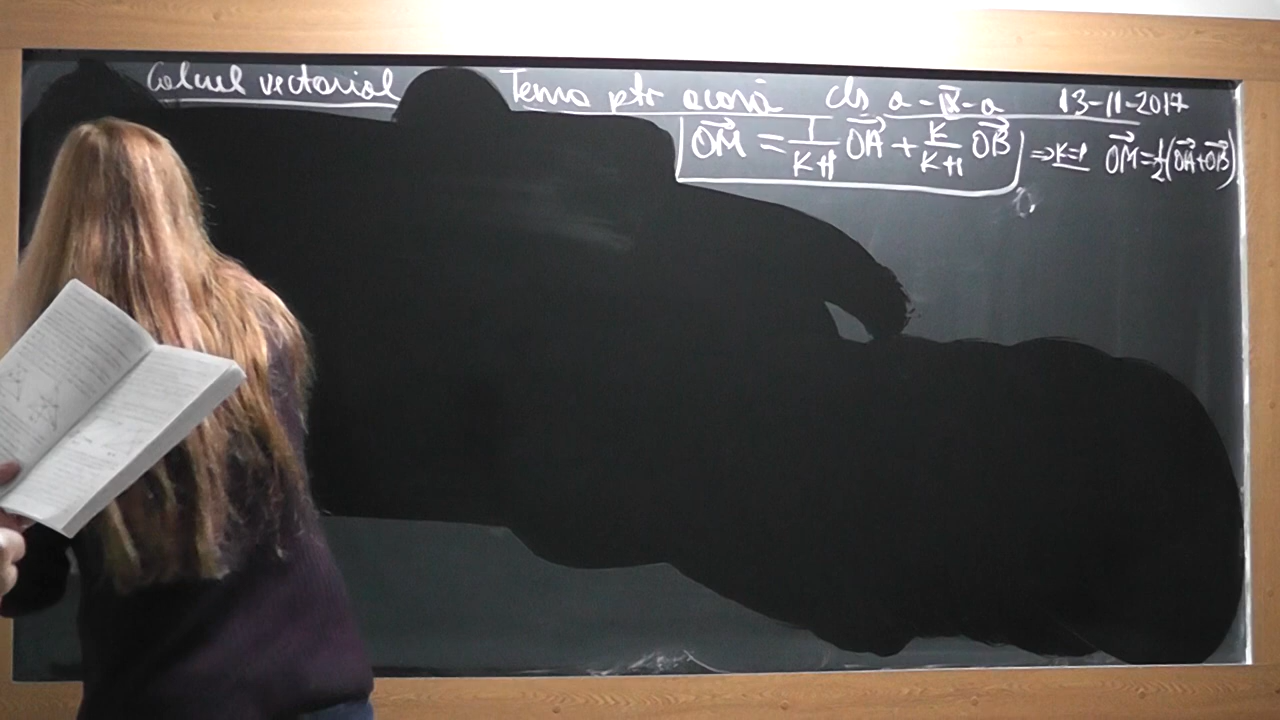 Calcul vectorial Tema ptr acasă cls a-IX-a 13-11-2017
OM = 1/K+1 OA + K/K+1 OB ⇒ K=1 OM = 1/2 (OA+OB)